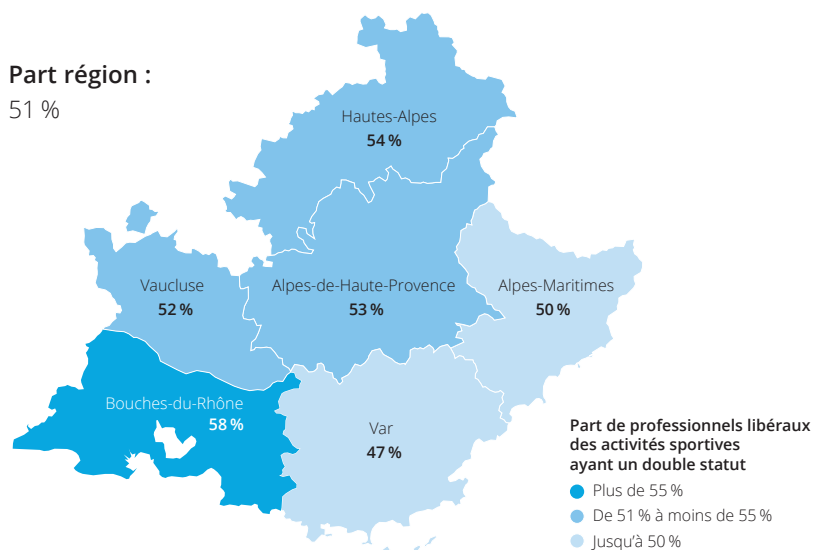 Part région :
51 %
Hautes-Alpes
54 %
Vaucluse
52 %
Alpes-de-Haute-Provence
53 %
Alpes-Maritimes
50 %
Bouches-du-Rhône
58 %
Var
47 %
Part de professionnels libéraux
des activités sportives
ayant un double statut
Plus de 55 %
De 51 % à moins de 55 %
Jusqu'à 50 %